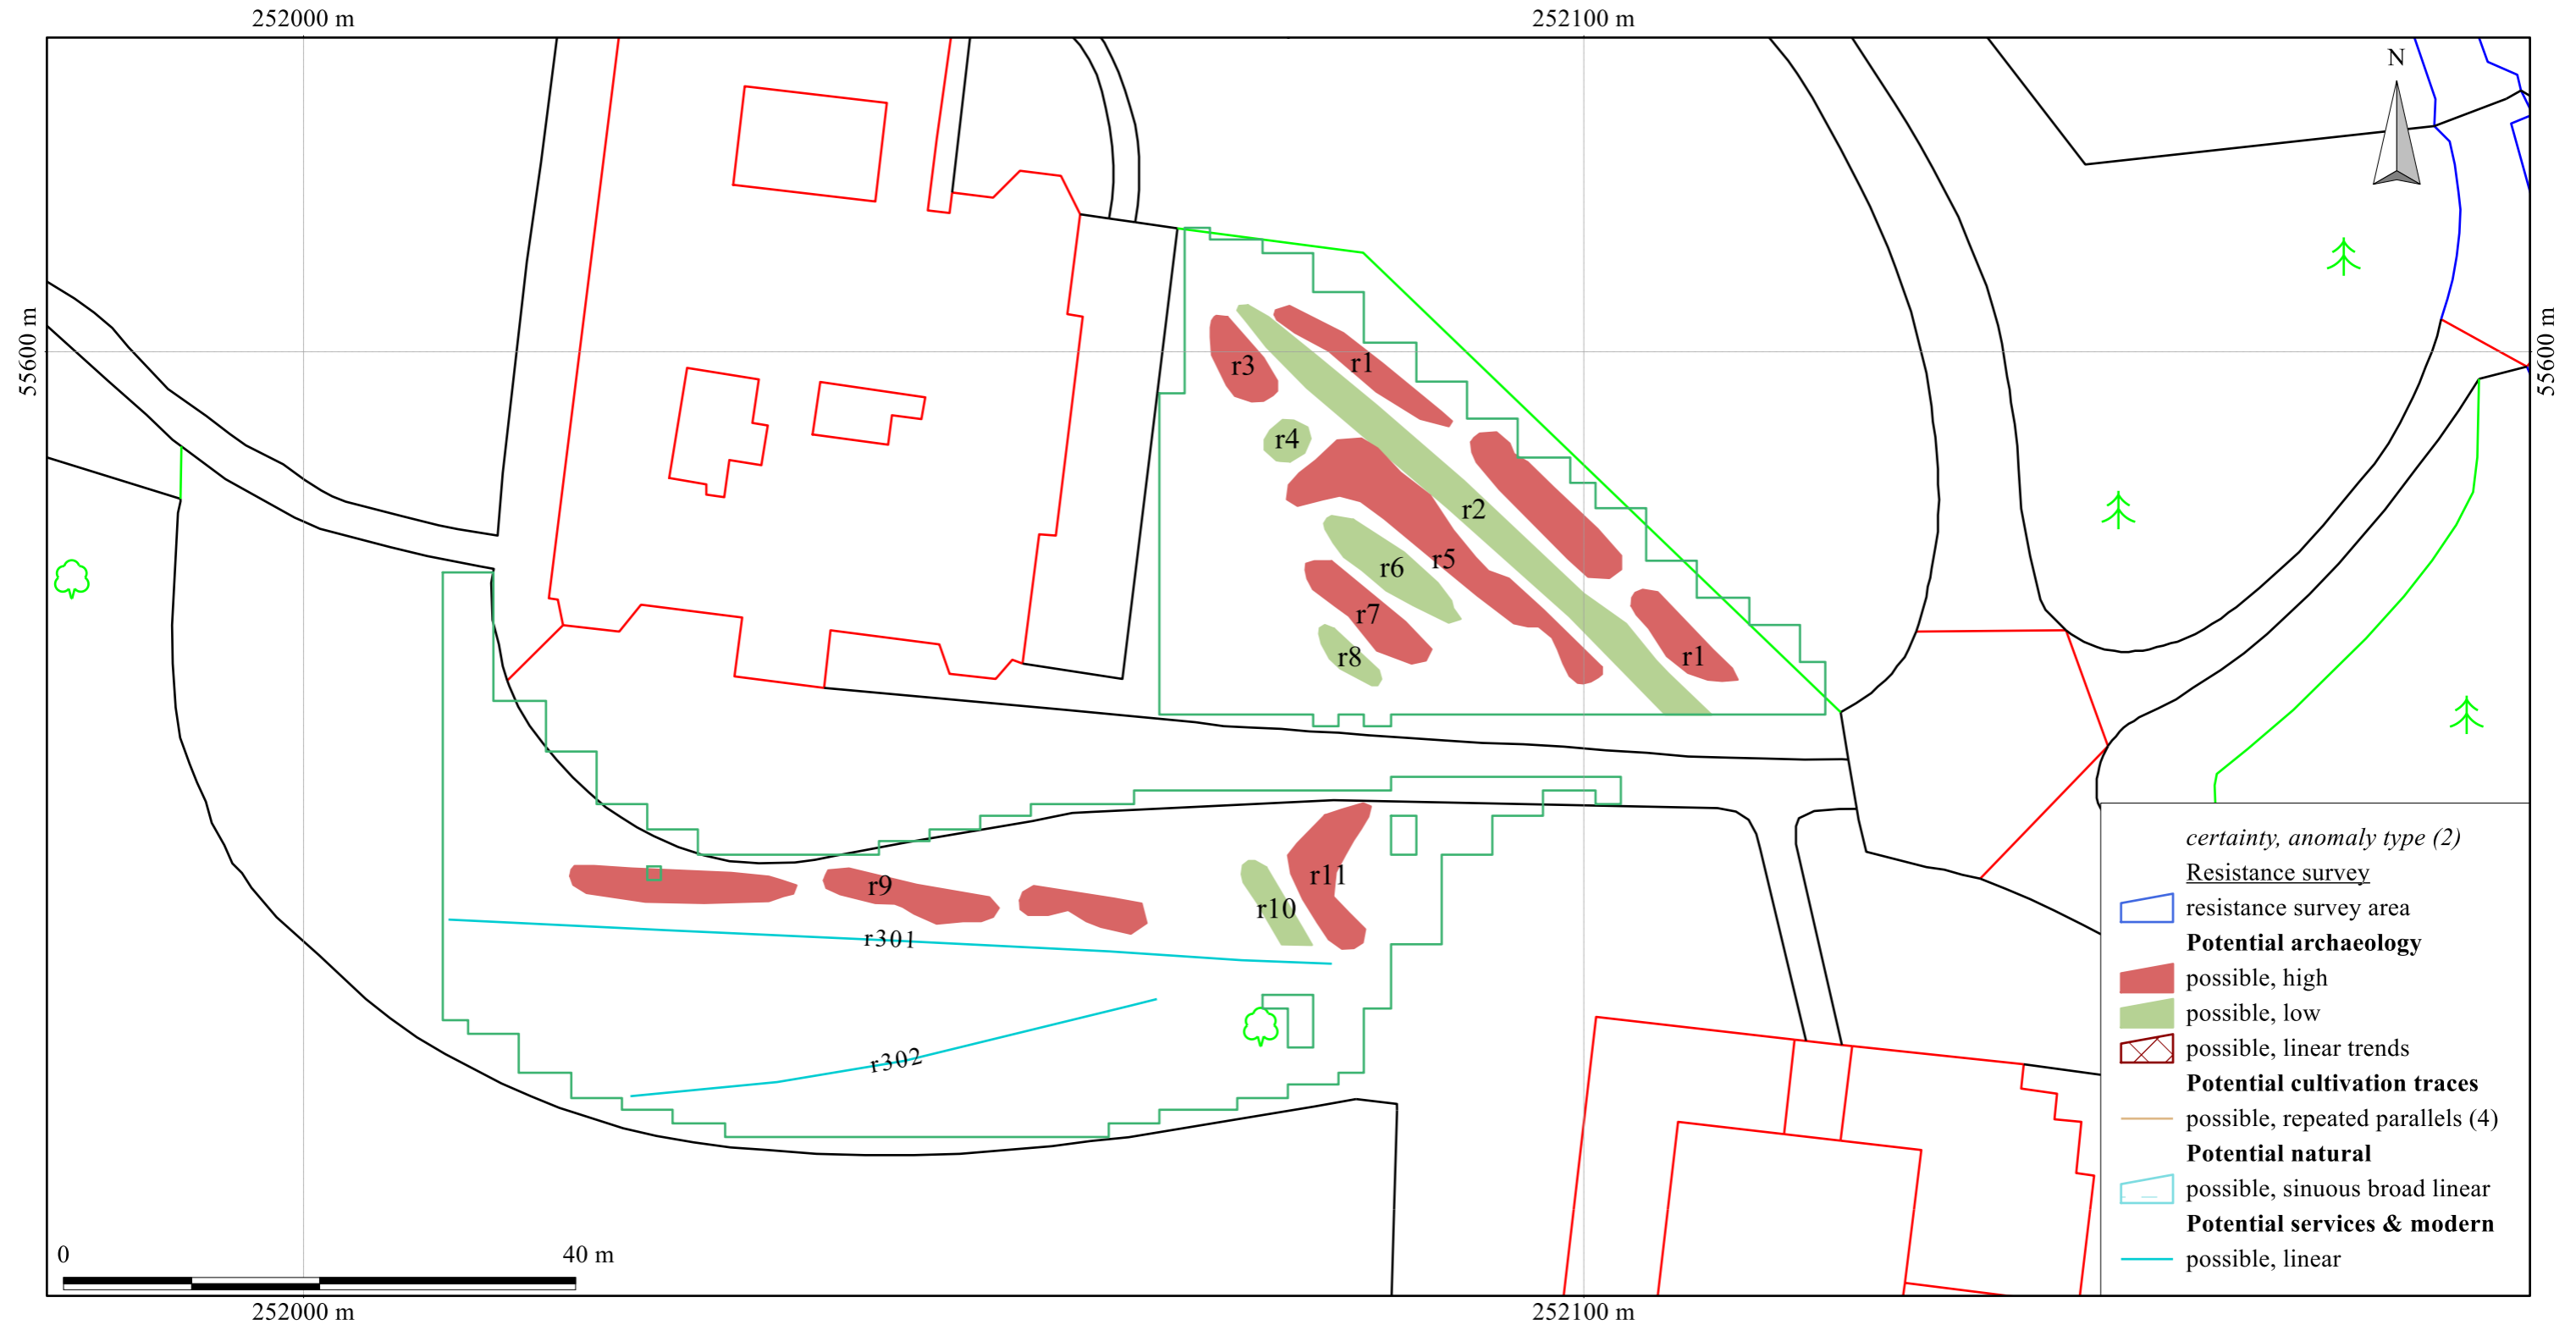 252000 m
252100 m
N
55600 m
55600 m
r3
r1
r4
r2
r5
r6
r7
r8
r1
r9
r11
r10
r301
r302
certainty, anomaly type (2)
Resistance survey
resistance survey area
Potential archaeology
possible, high
possible, low
possible, linear trends
Potential cultivation traces
possible, repeated parallels (4)
Potential natural
possible, sinuous broad linear
Potential services & modern
possible, linear
0
40 m
252000 m
252100 m